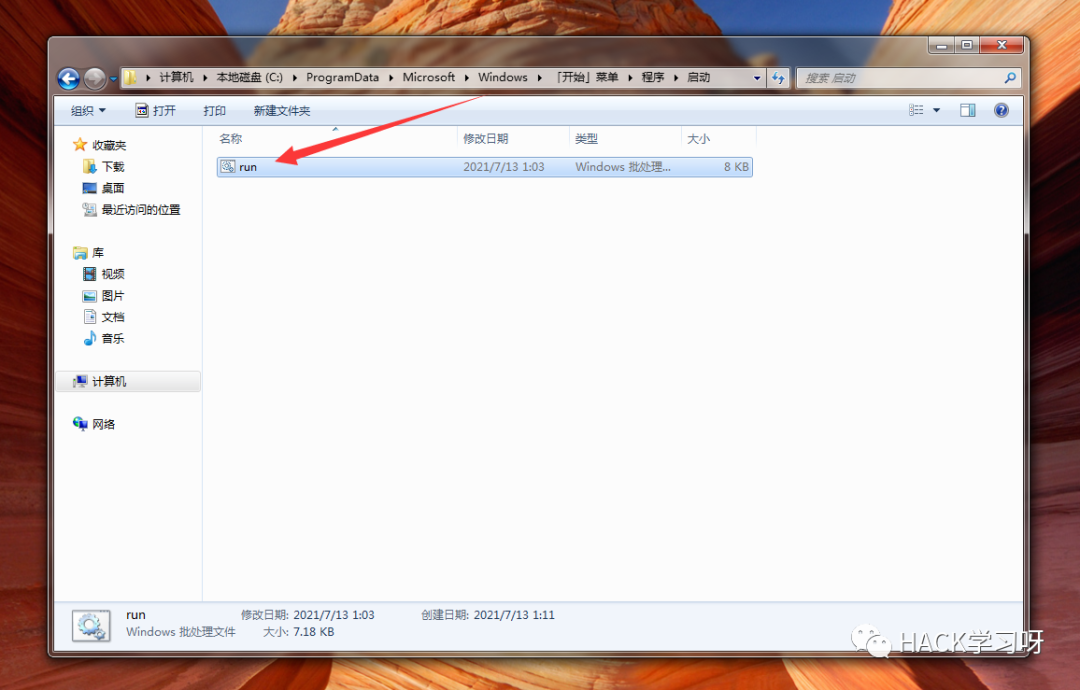 计算机 本地磁盘 (C:) ProgramData Microsoft Windows 「开始」菜单 程序 启动
搜索 启动
组织 打开 打印 新建文件夹
收藏夹
下载
桌面
最近访问的位置
库
视频
图片
文档
音乐
计算机
网络
名称 修改日期 类型 大小
run 2021/7/13 1:03 Windows 批处理... 8 KB
run 修改日期: 2021/7/13 1:03 创建日期: 2021/7/13 1:11
Windows 批处理文件 大小: 7.18 KB
HACK学习呀